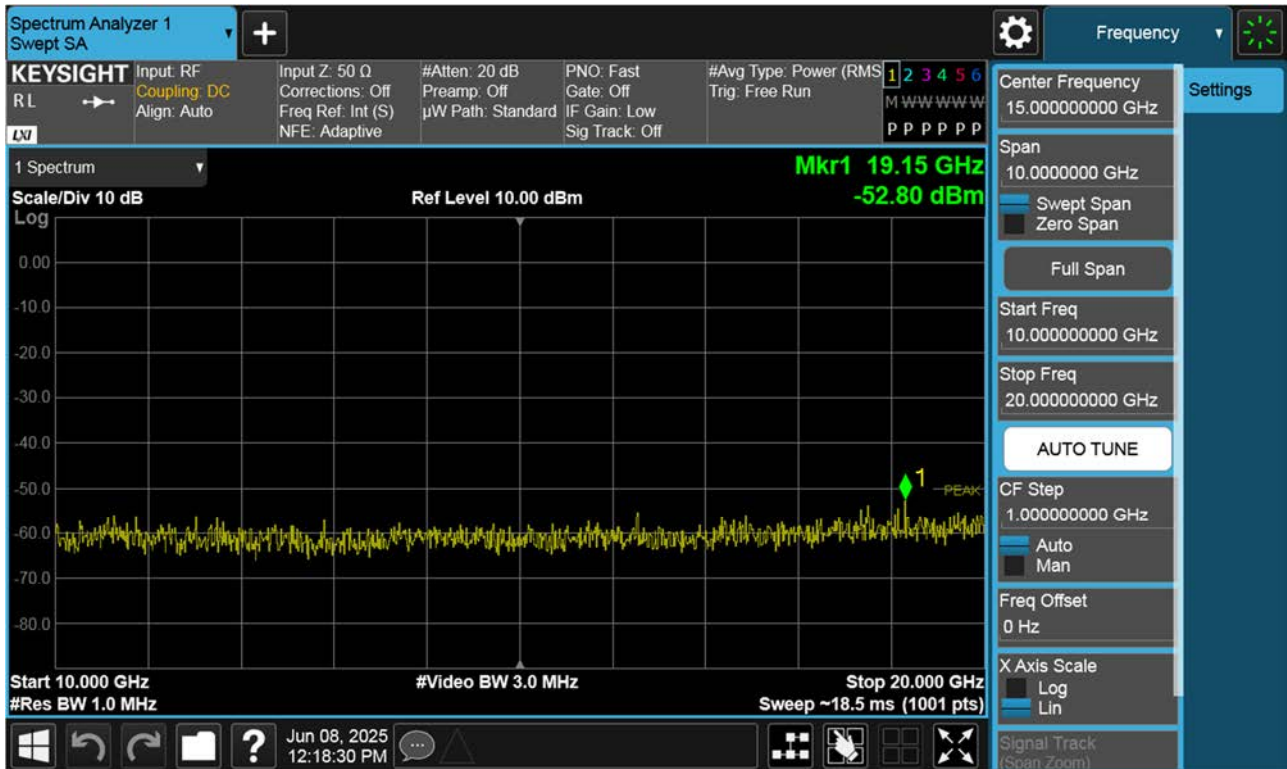 Spectrum Analyzer 1
Swept SA
Frequency
KEYSIGHT
RL
LXI
Input: RF
Coupling: DC
Align: Auto
Input Z: 50 Ω
Corrections: Off
Freq Ref: Int (S)
NFE: Adaptive
#Atten: 20 dB
Preamp: Off
µW Path: Standard
PNO: Fast
Gate: Off
IF Gain: Low
Sig Track: Off
#Avg Type: Power (RMS
Trig: Free Run
1 2 3 4 5 6
M W W W W W
P P P P P P
1 Spectrum
Scale/Div 10 dB
Ref Level 10.00 dBm
Mkr1 19.15 GHz
-52.80 dBm
Log
0.00
-10.0
-20.0
-30.0
-40.0
-50.0
-60.0
-70.0
-80.0
1
PEAK
Start 10.000 GHz
#Res BW 1.0 MHz
#Video BW 3.0 MHz
Stop 20.000 GHz
Sweep ~18.5 ms (1001 pts)
Center Frequency
15.000000000 GHz
Settings
Span
10.0000000 GHz
Swept Span
Zero Span
Full Span
Start Freq
10.000000000 GHz
Stop Freq
20.000000000 GHz
AUTO TUNE
CF Step
1.000000000 GHz
Auto
Man
Freq Offset
0 Hz
X Axis Scale
Log
Lin
Signal Track
(Span Zoom)
?
Jun 08, 2025
12:18:30 PM